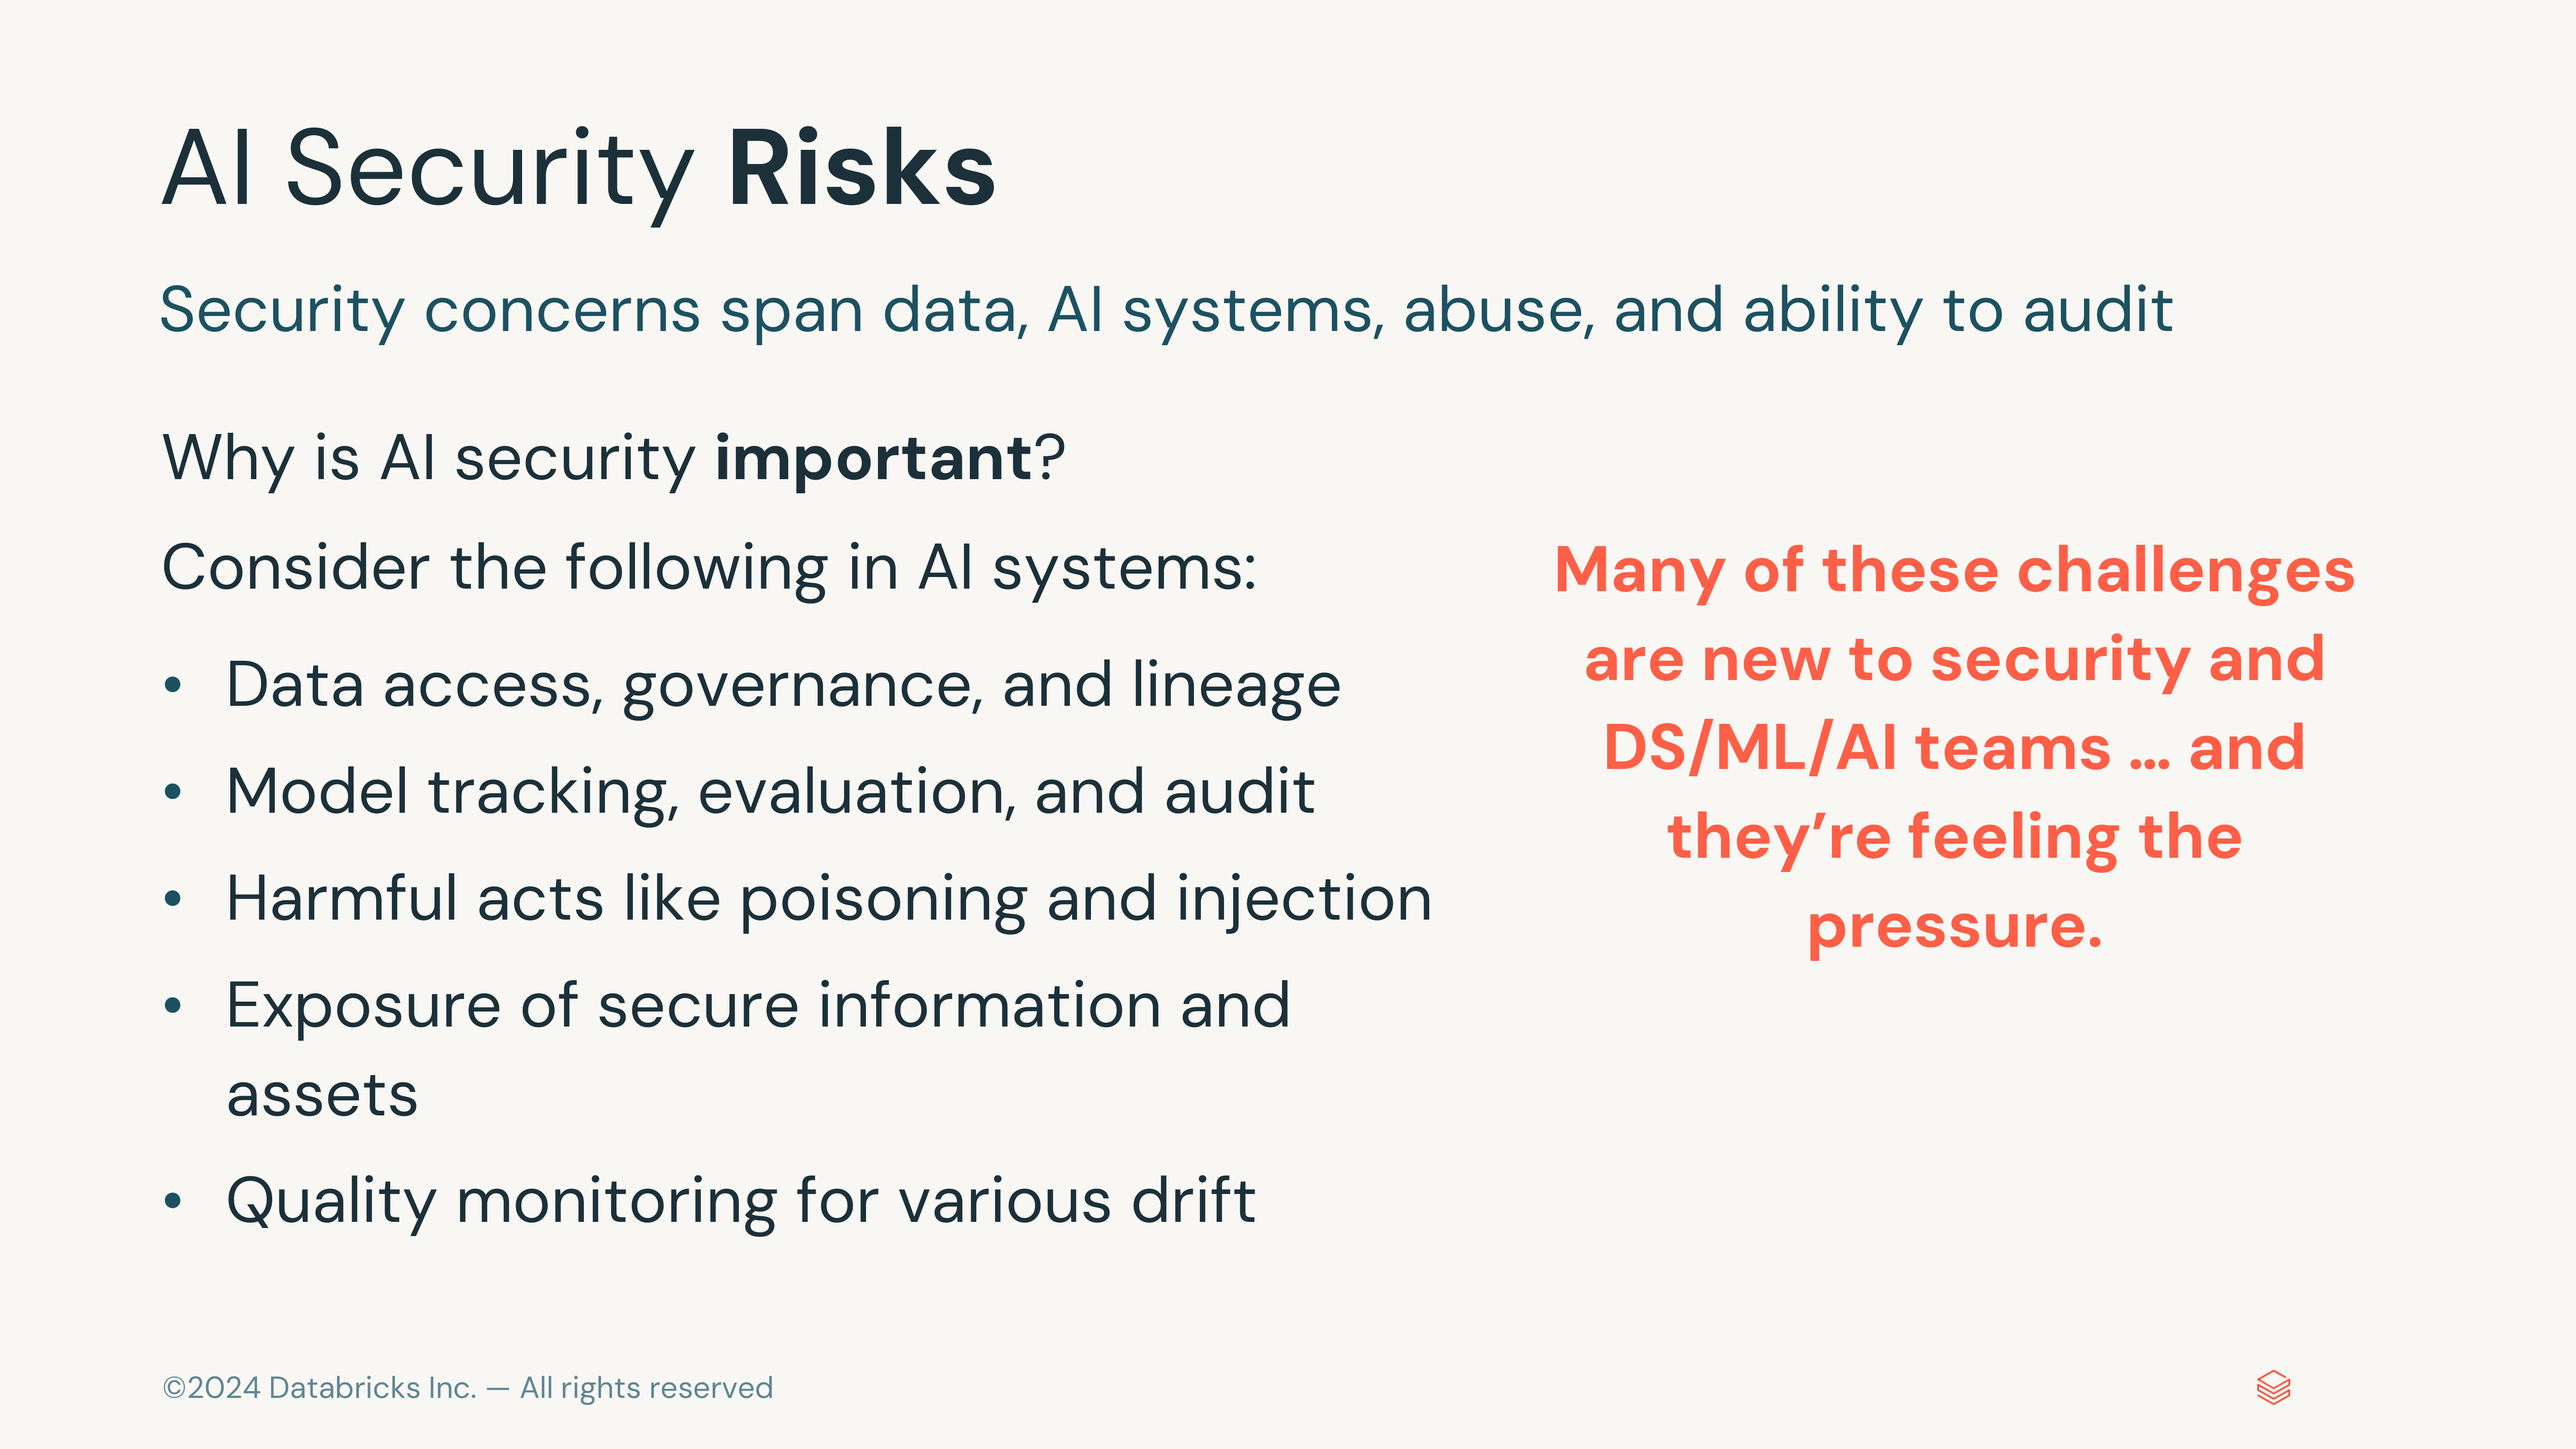 AI Security Risks
Security concerns span data, AI systems, abuse, and ability to audit
Why is AI security important?
Consider the following in AI systems:
• Data access, governance, and lineage
• Model tracking, evaluation, and audit
• Harmful acts like poisoning and injection
• Exposure of secure information and
assets
• Quality monitoring for various drift
Many of these challenges
are new to security and
DS/ML/AI teams … and
they’re feeling the
pressure.
©2024 Databricks Inc. — All rights reserved